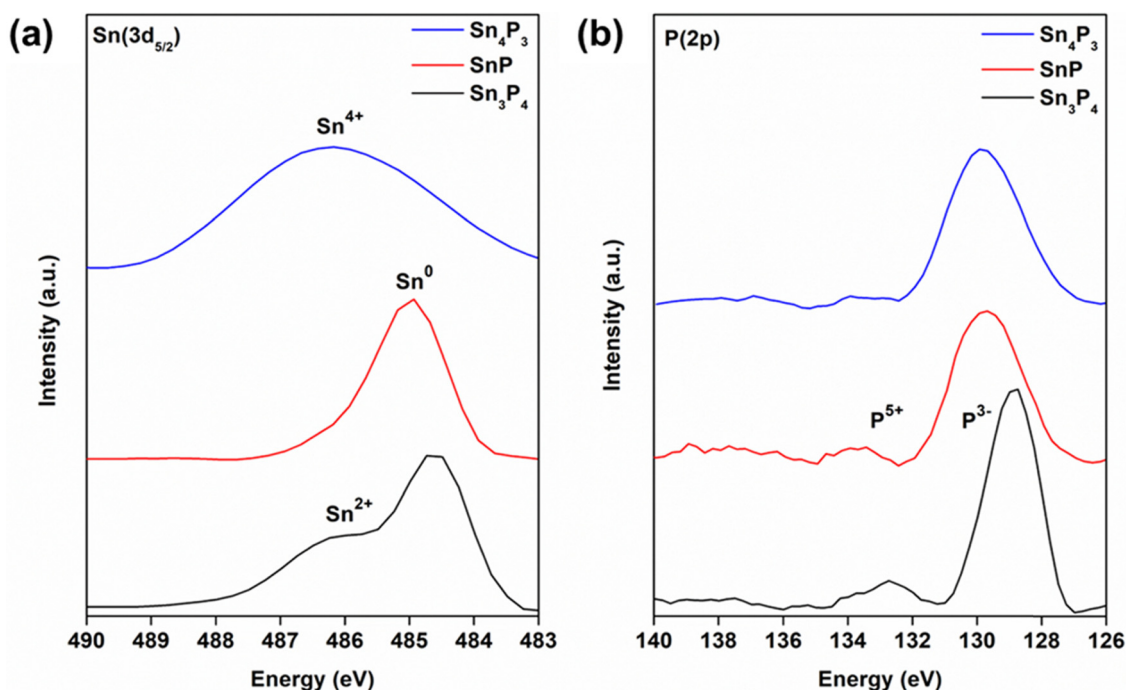 (a)
Sn(3d₅/₂)
Sn₄P₃
SnP
Sn₃P₄
Sn⁴⁺
Sn⁰
Sn²⁺
Intensity (a.u.)
490 489 488 487 486 485 484 483
Energy (eV)
(b)
P(2p)
Sn₄P₃
SnP
Sn₃P₄
P⁵⁺ P³⁻
Intensity (a.u.)
140 138 136 134 132 130 128 126
Energy (eV)